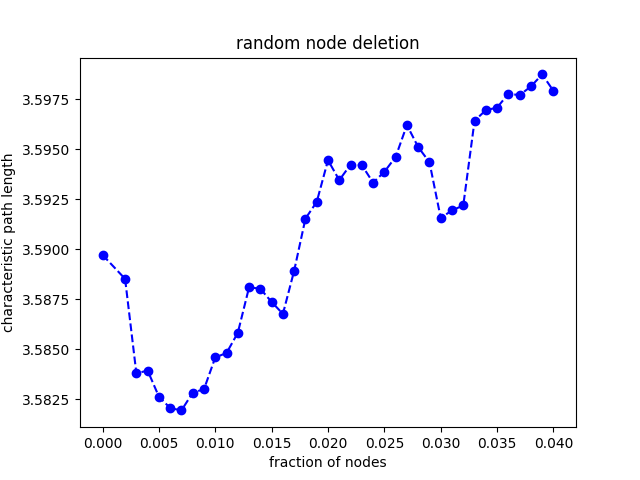 random node deletion
characteristic path length
3.5975
3.5950
3.5925
3.5900
3.5875
3.5850
3.5825
0.000 0.005 0.010 0.015 0.020 0.025 0.030 0.035 0.040
fraction of nodes